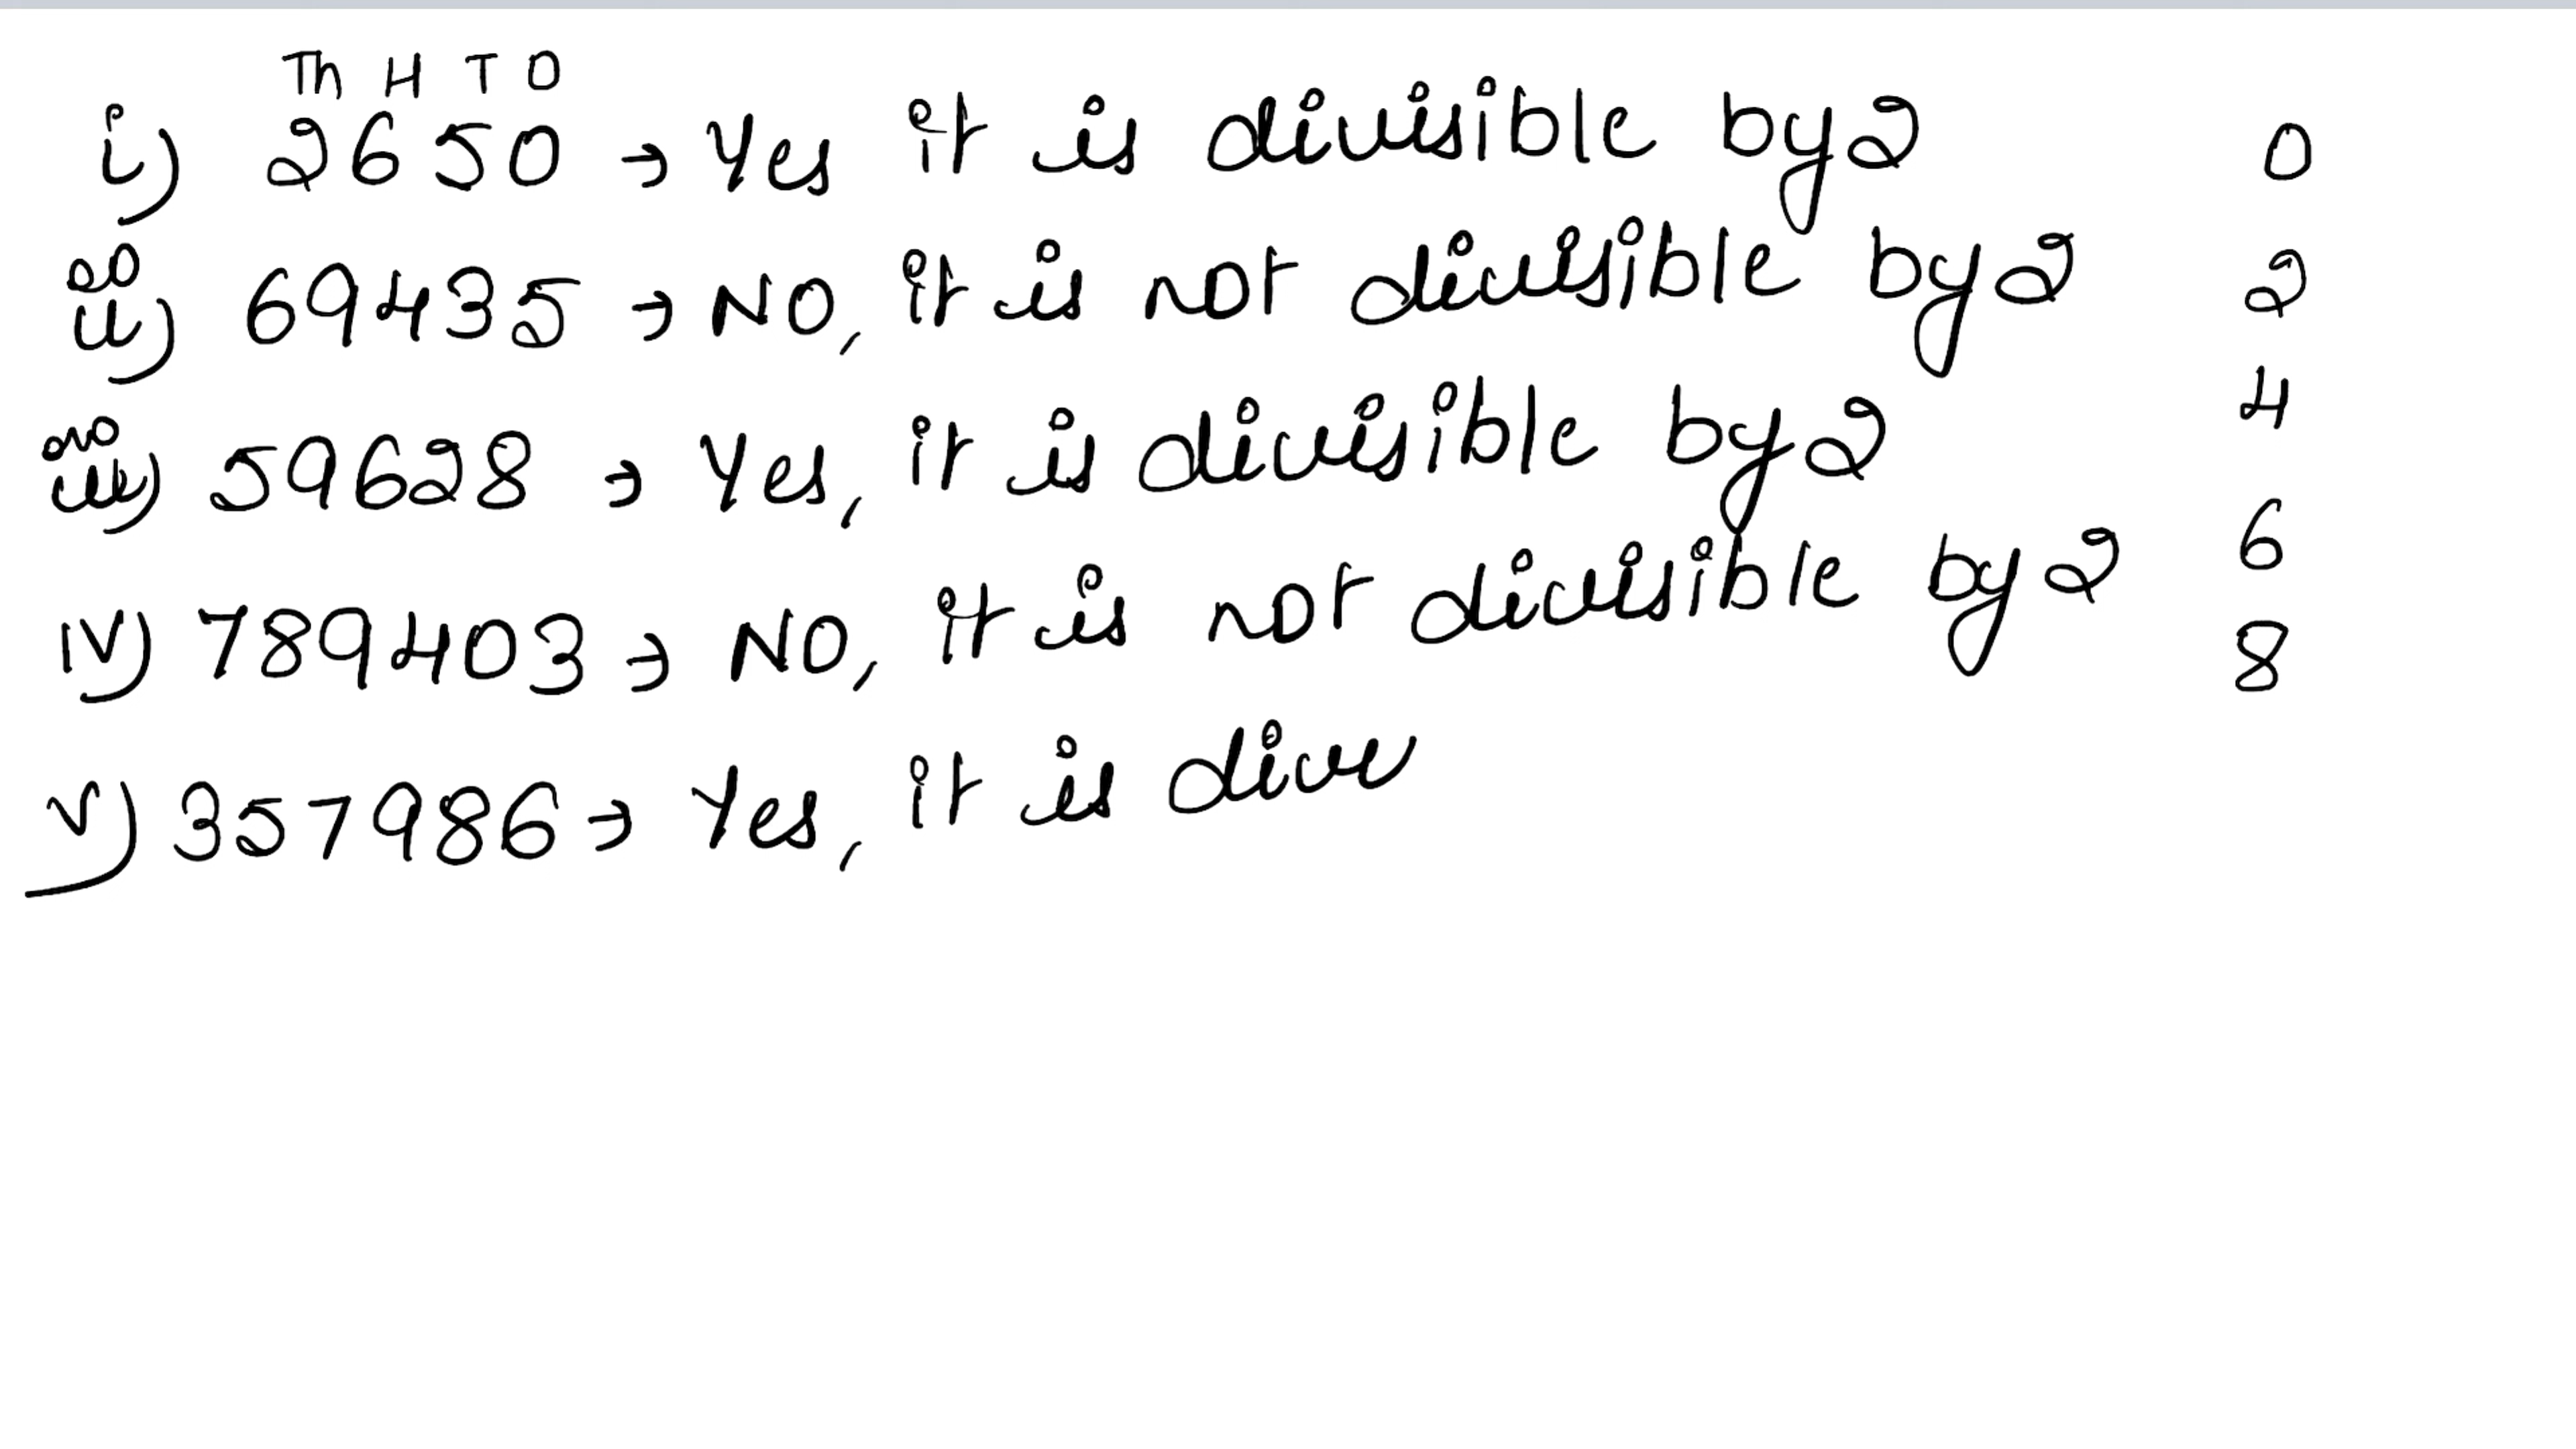 Th H T O
i) 2650 → Yes it is divisible by 2
ii) 69435 → NO, it is not divisible by 2
iii) 59628 → Yes, it is divisible by 2
iv) 789403 → NO, it is not divisible by 2
v) 357986 → Yes, it is divi
0
2
4
6
8